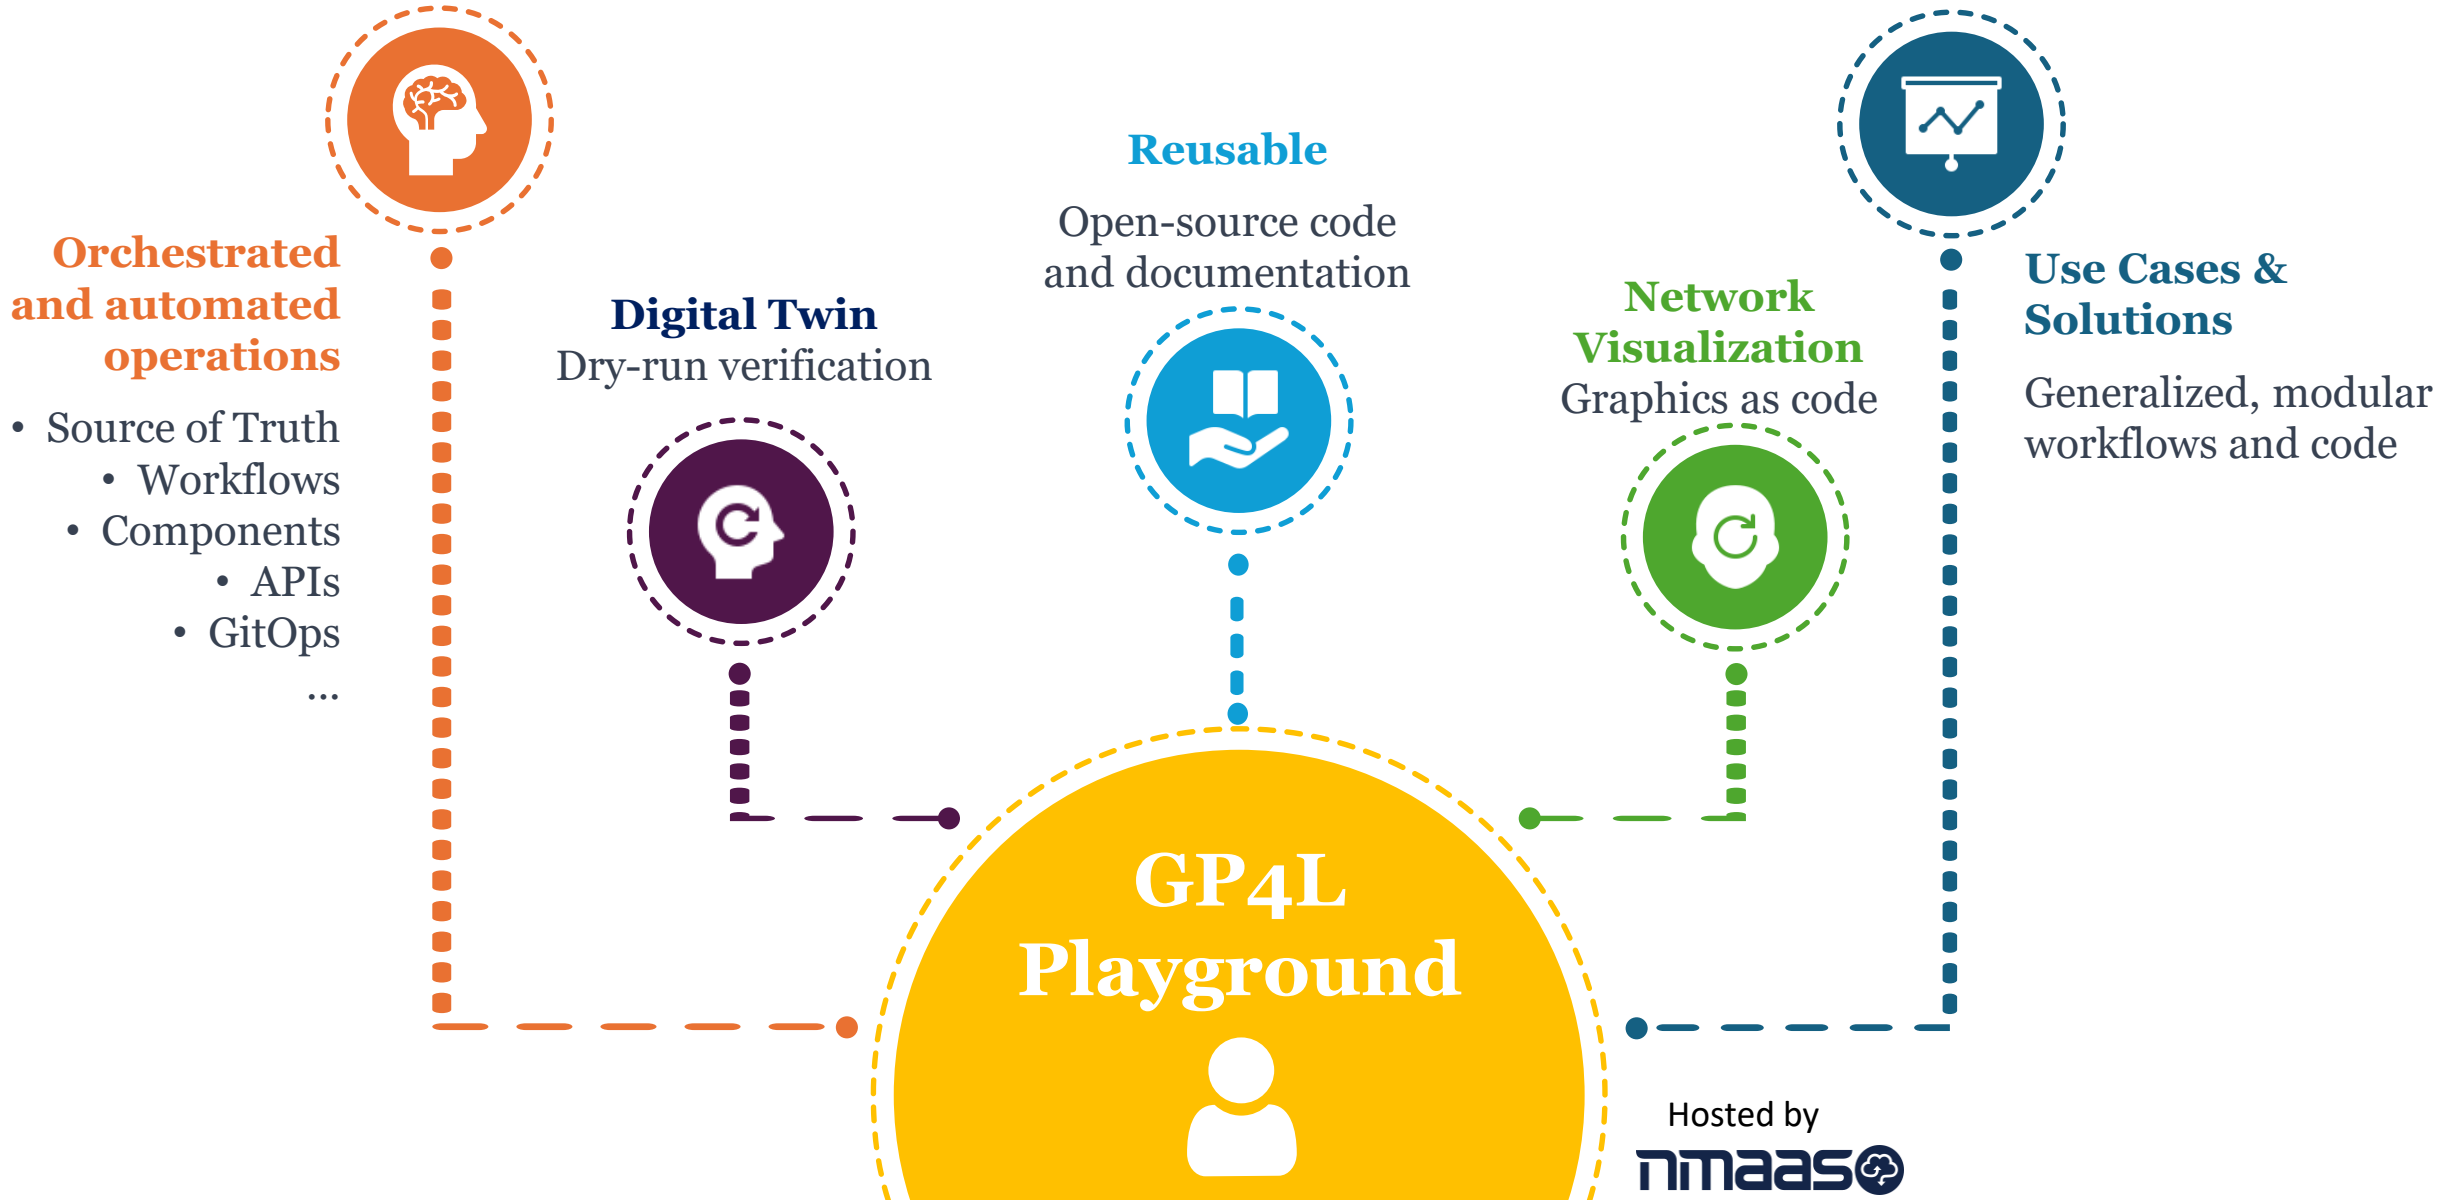 Orchestrated
and automated
operations
• Source of Truth
• Workflows
• Components
• APIs
• GitOps
...
Digital Twin
Dry-run verification
Reusable
Open-source code
and documentation
Network
Visualization
Graphics as code
Use Cases &
Solutions
Generalized, modular
workflows and code
GP4L
Playground
Hosted by
nmaas